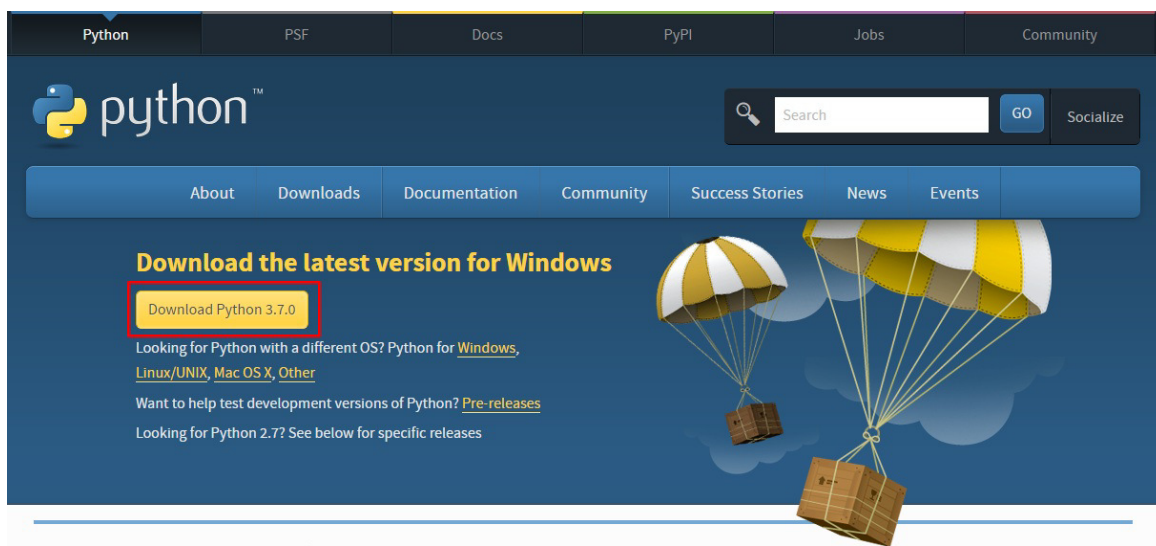 Python PSF Docs PyPI Jobs Community
python™
Search GO Socialize
About Downloads Documentation Community Success Stories News Events
Download the latest version for Windows
Download Python 3.7.0
Looking for Python with a different OS? Python for Windows,
Linux/UNIX, Mac OS X, Other
Want to help test development versions of Python? Pre-releases
Looking for Python 2.7? See below for specific releases